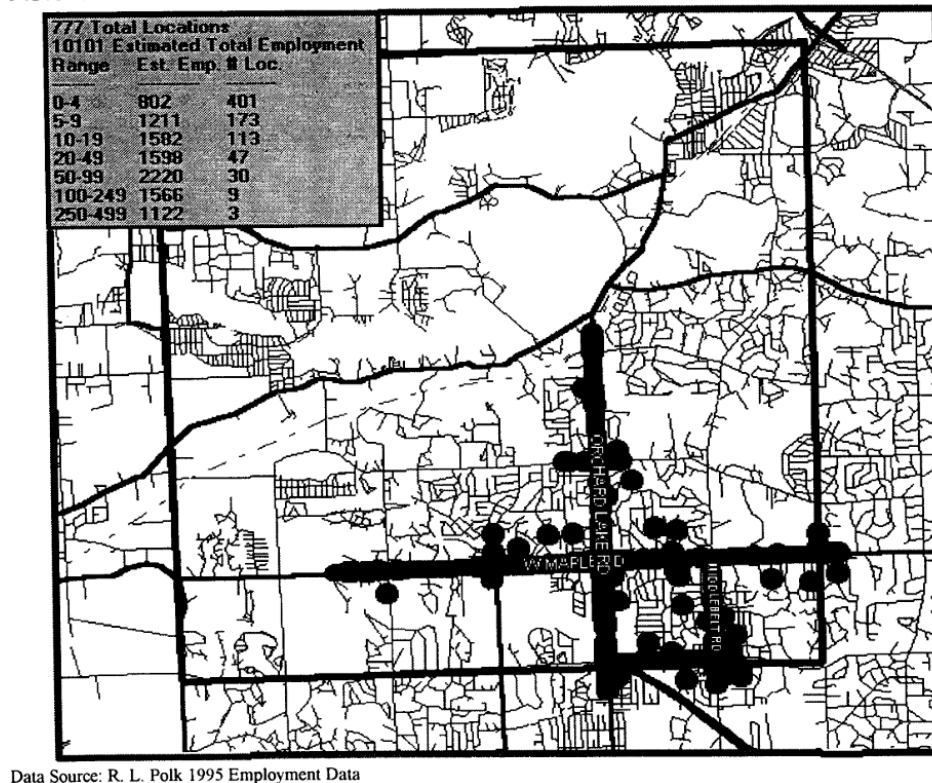 777 Total Locations
10101 Estimated Total Employment
Range Est. Emp. # Loc.
0-4 802 401
5-9 1211 173
10-19 1582 113
20-49 1598 47
50-99 2220 30
100-249 1566 9
250-499 1122 3
ORCHARD LAKE RD
W MAPLE RD
MIDDLEBELT RD
Data Source: R. L. Polk 1995 Employment Data